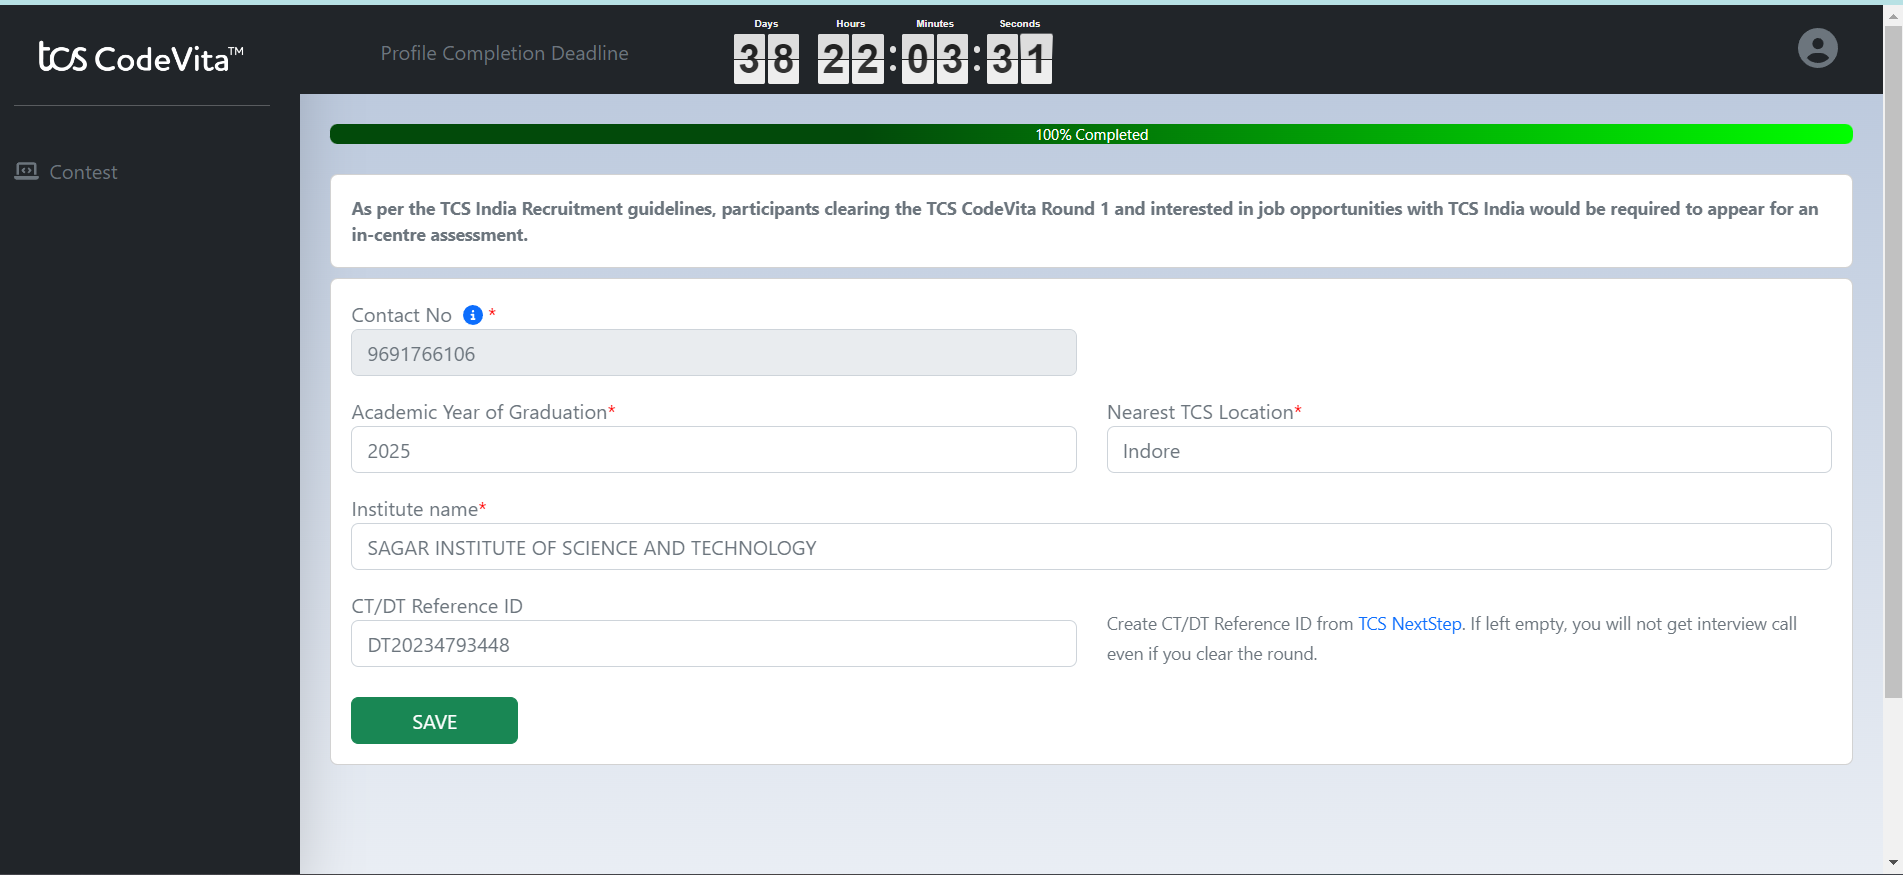 tcs CodeVita™
Profile Completion Deadline
Days Hours Minutes Seconds
38 22:03:31
Contest
100% Completed
As per the TCS India Recruitment guidelines, participants clearing the TCS CodeVita Round 1 and interested in job opportunities with TCS India would be required to appear for an
in-centre assessment.
Contact No i *
9691766106
Academic Year of Graduation*
2025
Nearest TCS Location*
Indore
Institute name*
SAGAR INSTITUTE OF SCIENCE AND TECHNOLOGY
CT/DT Reference ID
DT20234793448
Create CT/DT Reference ID from TCS NextStep. If left empty, you will not get interview call
even if you clear the round.
SAVE